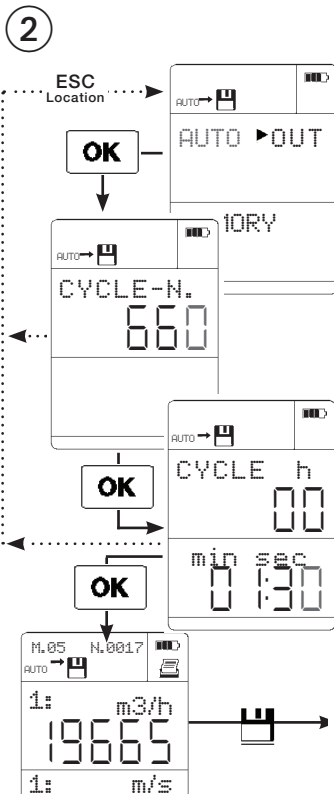 2
ESC
Location
AUTO
AUTO ►OUT
OK
MORY
AUTO
CYCLE-N.
660
AUTO
CYCLE h
00
OK
min sec
01:30
OK
M.05 N.0017
AUTO
1: m3/h
19665
1: m/s